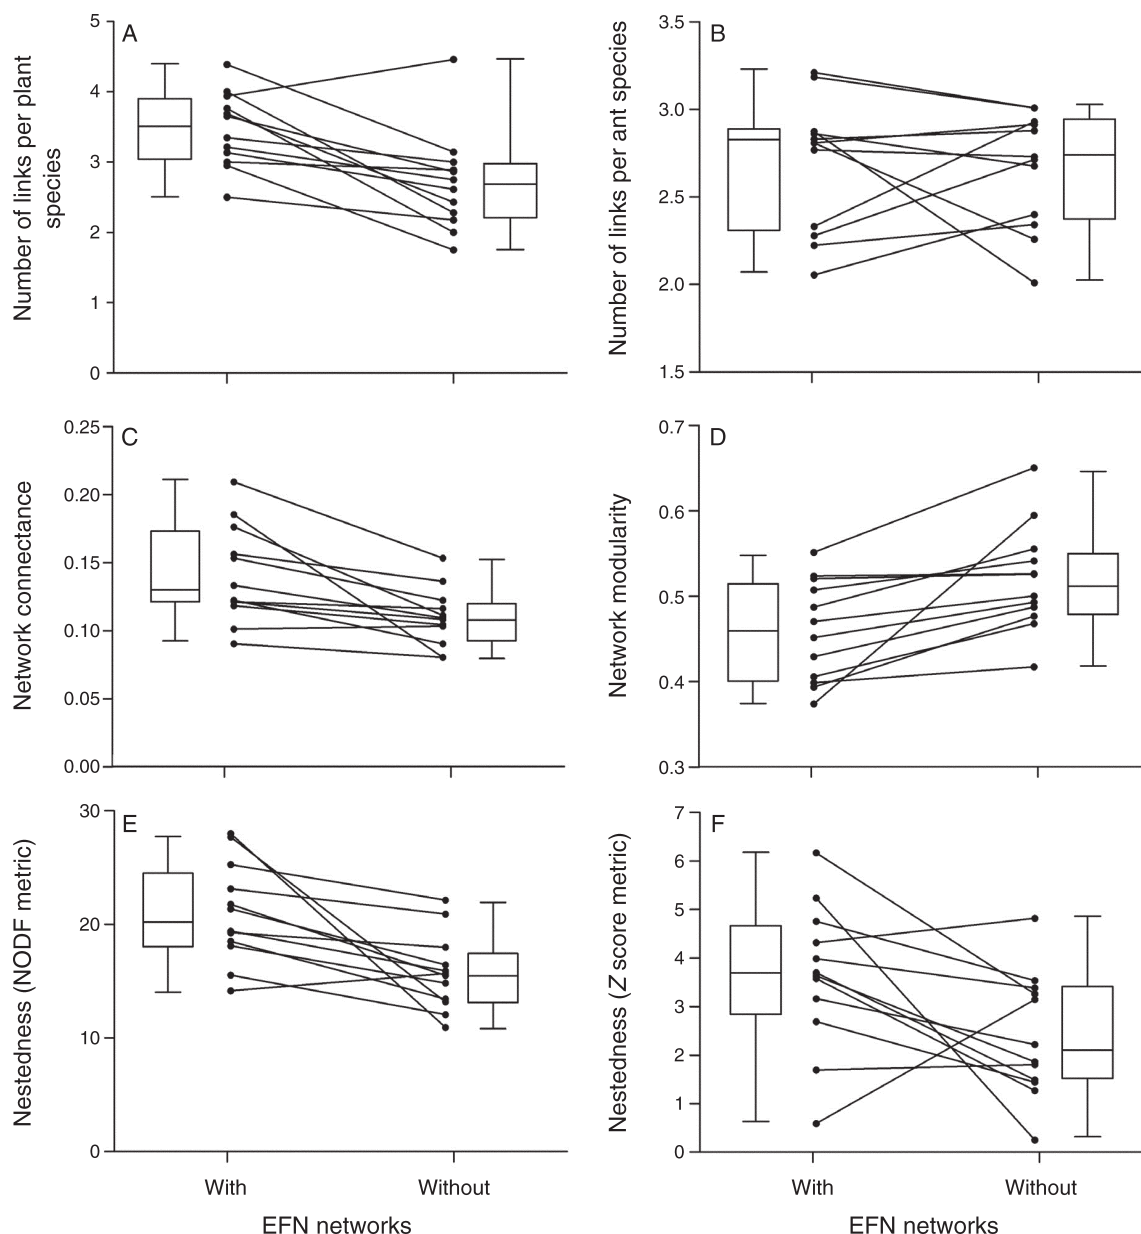 A
Number of links per plant
species
5
4
3
2
1
0
B
Number of links per ant species
3.5
3.0
2.5
2.0
1.5
C
Network connectance
0.25
0.20
0.15
0.10
0.05
0.00
D
Network modularity
0.7
0.6
0.5
0.4
0.3
E
Nestedness (NODF metric)
30
20
10
0
With
Without
EFN networks
F
Nestedness (Z score metric)
7
6
5
4
3
2
1
0
With
Without
EFN networks